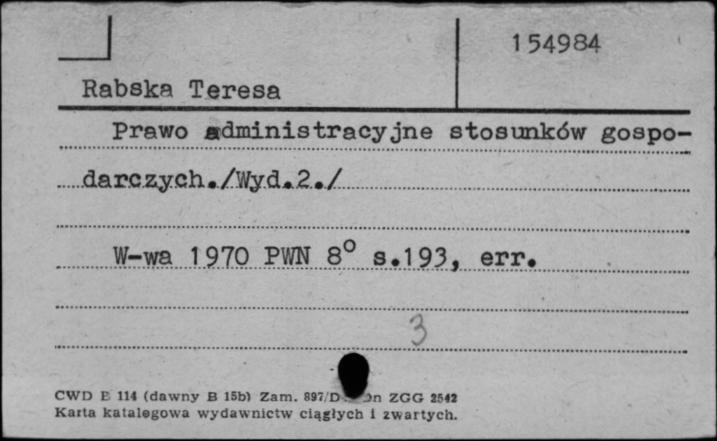 154984
Rabska Teresa
Prawo administracyjne stosunków gospo-
darczych./Wyd.2./
W-wa 1970 PWN 8° s.193, err.
3
CWD E 114 (dawny B 15b) Zam. 897/D ZGG 2542
Karta katalogowa wydawnictw ciągłych i zwartych.